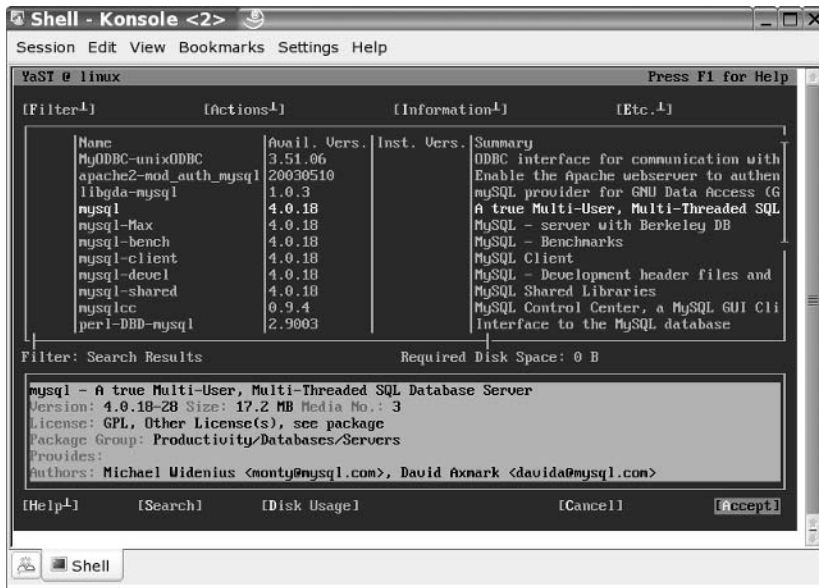 Shell - Konsole <2>
Session Edit View Bookmarks Settings Help
YaST @ linux Press F1 for Help
[Filter┴] [Actions┴] [Information┴] [Etc.┴]
Name Avail. Vers. Inst. Vers. Summary
MyODBC-unixODBC 3.51.06 ODBC interface for communication with
apache2-mod_auth_mysql 20030510 Enable the Apache webserver to authen
libgda-mysql 1.0.3 mySQL provider for GNU Data Access (G
mysql 4.0.18 A true Multi-User, Multi-Threaded SQL
mysql-Max 4.0.18 MySQL - server with Berkeley DB
mysql-bench 4.0.18 MySQL - Benchmarks
mysql-client 4.0.18 MySQL Client
mysql-devel 4.0.18 MySQL - Development header files and
mysql-shared 4.0.18 MySQL Shared Libraries
mysqlcc 0.9.4 MySQL Control Center, a MySQL GUI Cli
perl-DBD-mysql 2.9003 Interface to the MySQL database
Filter: Search Results Required Disk Space: 0 B
mysql - A true Multi-User, Multi-Threaded SQL Database Server
Version: 4.0.18-28 Size: 17.2 MB Media No.: 3
License: GPL, Other License(s), see package
Package Group: Productivity/Databases/Servers
Provides:
Authors: Michael Widenius <monty@mysql.com>, David Axmark <davida@mysql.com>
[Help┴] [Search] [Disk Usage] [Cancel] [Accept]
Shell